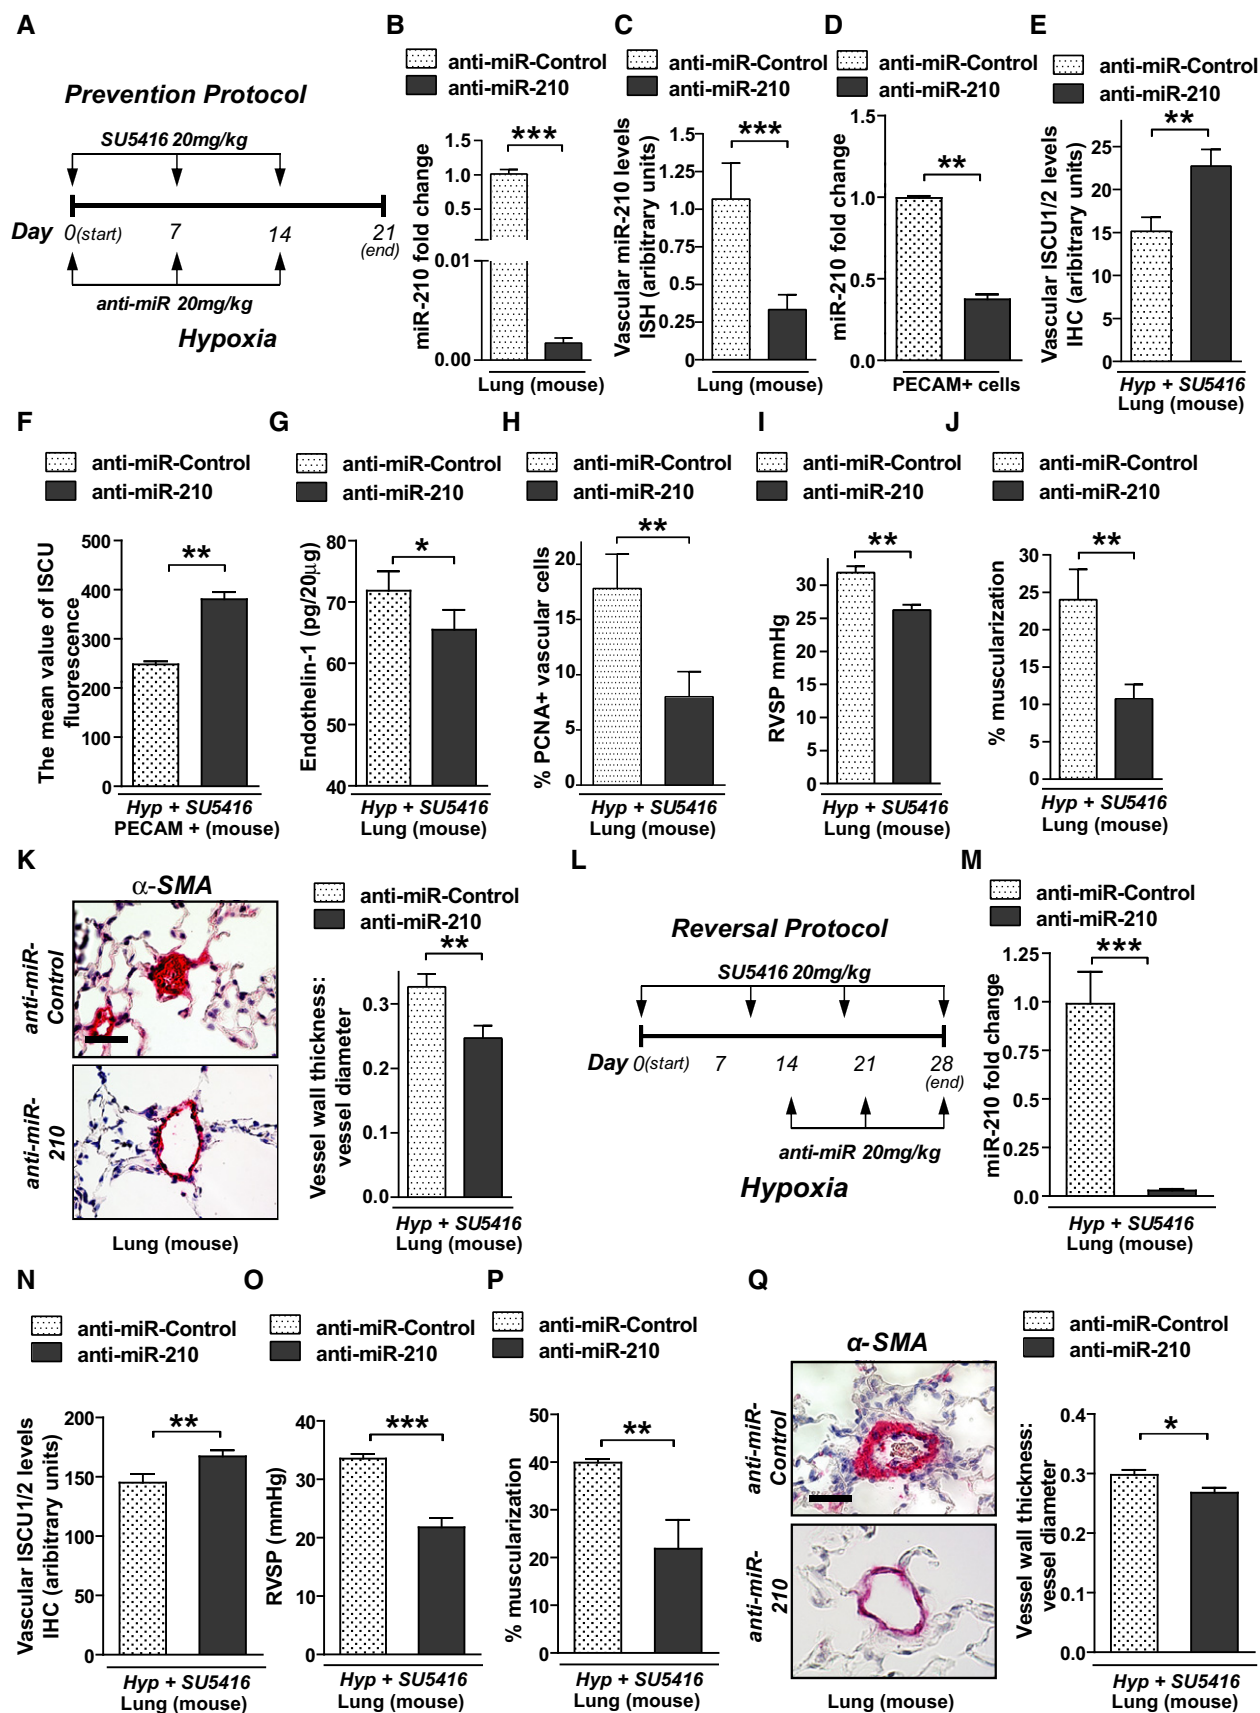 A
Prevention Protocol
SU5416 20mg/kg
Day 0(start) 7 14 21
(end)
anti-miR 20mg/kg
Hypoxia
B
anti-miR-Control
anti-miR-210
miR-210 fold change
1.5
1.0
0.5
0.01
0.00
***
Lung (mouse)
C
anti-miR-Control
anti-miR-210
Vascular miR-210 levels
ISH (aribitrary units)
1.5
1.25
1.0
0.75
0.5
0.25
0
***
Lung (mouse)
D
anti-miR-Control
anti-miR-210
miR-210 fold change
1.5
1.0
0.5
0.0
**
PECAM+ cells
E
anti-miR-Control
anti-miR-210
Vascular ISCU1/2 levels
IHC (aribitrary units)
25
20
15
10
5
0
**
Hyp + SU5416
Lung (mouse)
F
anti-miR-Control
anti-miR-210
The mean value of ISCU
fluorescence
500
400
300
200
100
0
**
Hyp + SU5416
PECAM + (mouse)
G
anti-miR-Control
anti-miR-210
Endothelin-1 (pg/20µg)
80
70
60
50
40
*
Hyp + SU5416
Lung (mouse)
H
anti-miR-Control
anti-miR-210
% PCNA+ vascular cells
20
15
10
5
0
**
Hyp + SU5416
Lung (mouse)
I
anti-miR-Control
anti-miR-210
RVSP mmHg
30
25
20
15
10
5
0
**
Hyp + SU5416
Lung (mouse)
J
anti-miR-Control
anti-miR-210
% muscularization
30
25
20
15
10
5
0
**
Hyp + SU5416
Lung (mouse)
K
α-SMA
anti-miR-
Control
anti-miR-
210
Lung (mouse)
anti-miR-Control
anti-miR-210
Vessel wall thickness:
vessel diameter
0.3
0.2
0.1
0.0
**
Hyp + SU5416
Lung (mouse)
L
Reversal Protocol
SU5416 20mg/kg
Day 0(start) 7 14 21 28
(end)
anti-miR 20mg/kg
Hypoxia
M
anti-miR-Control
anti-miR-210
miR-210 fold change
1.25
1.0
0.75
0.5
0.25
0.0
***
Hyp + SU5416
Lung (mouse)
N
anti-miR-Control
anti-miR-210
Vascular ISCU1/2 levels
IHC (aribitrary units)
200
150
100
50
0
**
Hyp + SU5416
Lung (mouse)
O
anti-miR-Control
anti-miR-210
RVSP (mmHg)
40
30
20
10
0
***
Hyp + SU5416
Lung (mouse)
P
anti-miR-Control
anti-miR-210
% muscularization
50
40
30
20
10
0
**
Hyp + SU5416
Lung (mouse)
Q
α-SMA
anti-miR-
Control
anti-miR-
210
Lung (mouse)
anti-miR-Control
anti-miR-210
Vessel wall thickness:
vessel diameter
0.4
0.3
0.2
0.1
0.0
*
Hyp + SU5416
Lung (mouse)